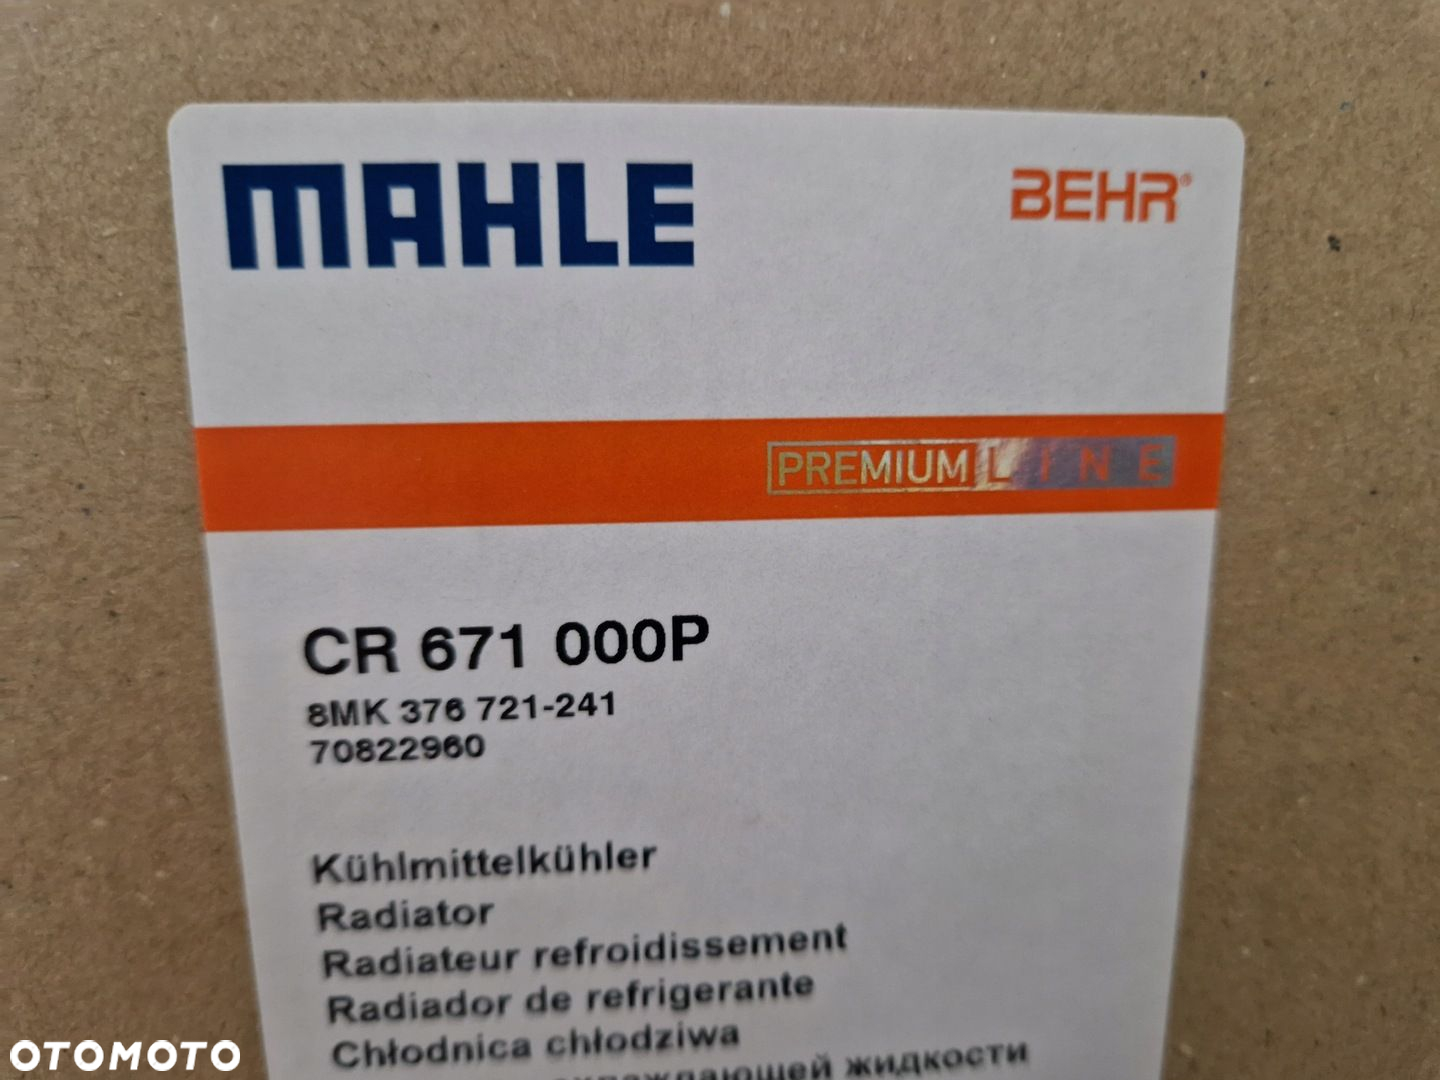 MAHLE BEHR®
PREMIUM LINE
CR 671 000P
8MK 376 721-241
70822960
Kühlmittelkühler
Radiator
Radiateur refroidissement
Radiador de refrigerante
Chłodnica chłodziwa
охлаждающей жидкости
OTOMOTO